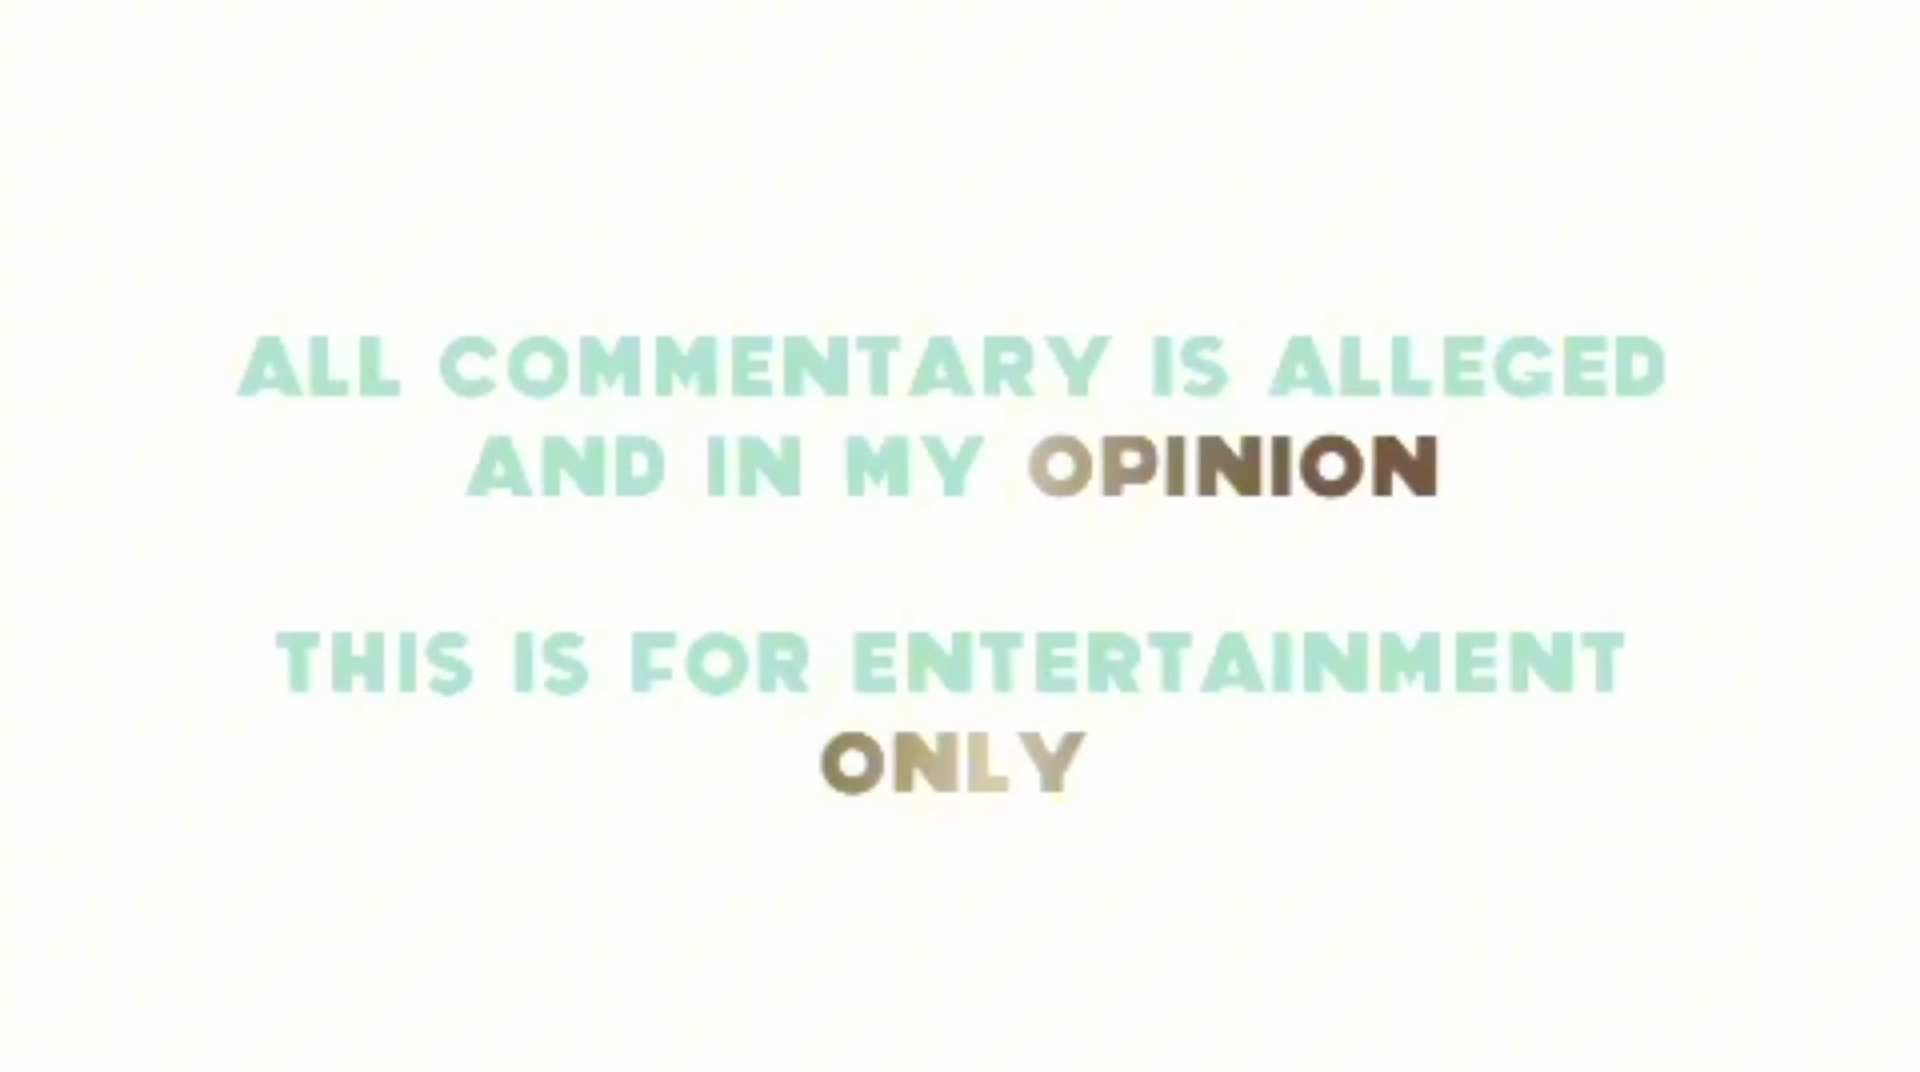 ALL COMMENTARY IS ALLEGED
AND IN MY OPINION
THIS IS FOR ENTERTAINMENT
ONLY